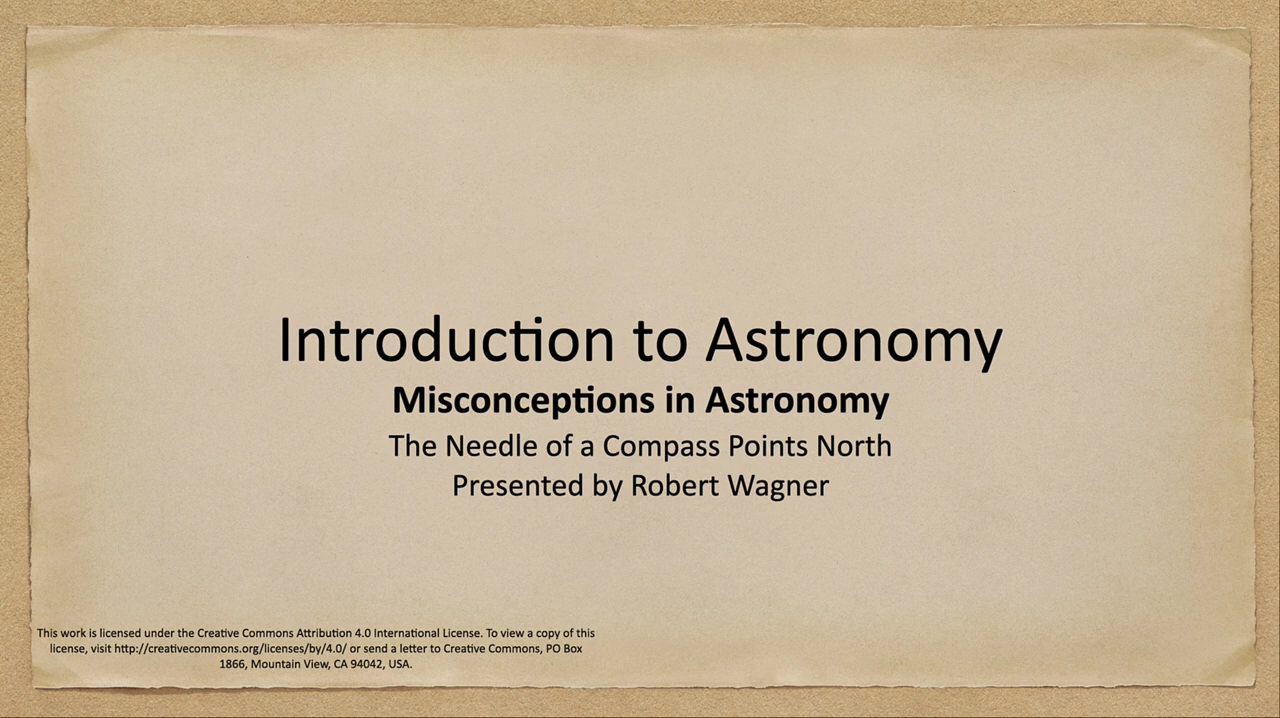 Introduction to Astronomy
Misconceptions in Astronomy
The Needle of a Compass Points North
Presented by Robert Wagner
This work is licensed under the Creative Commons Attribution 4.0 International License. To view a copy of this
license, visit http://creativecommons.org/licenses/by/4.0/ or send a letter to Creative Commons, PO Box
1866, Mountain View, CA 94042, USA.